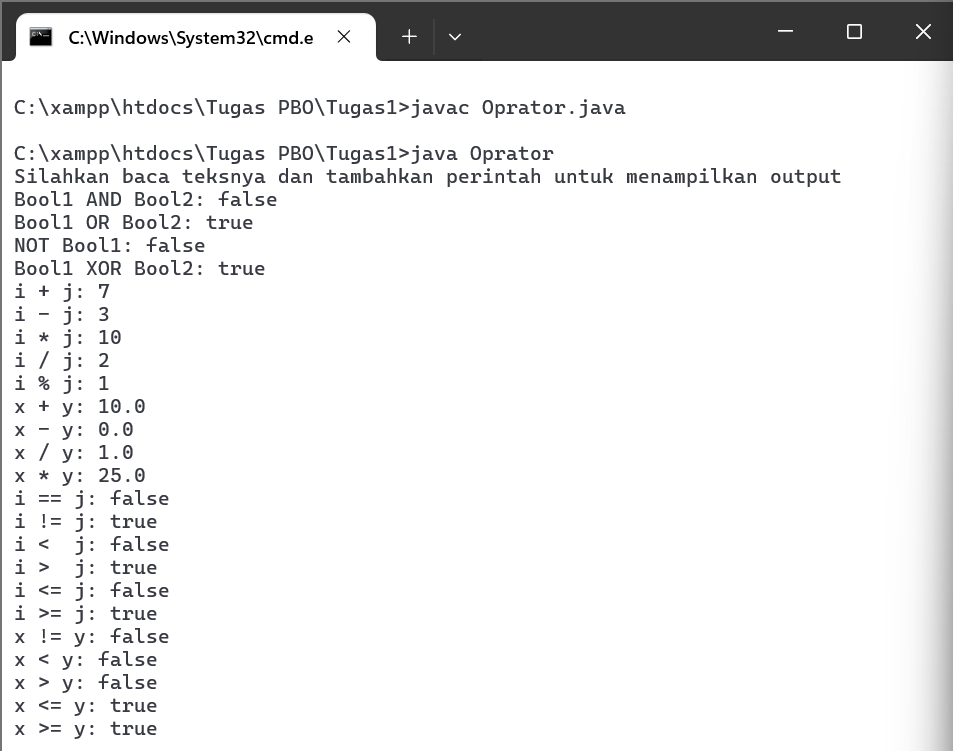 C:\Windows\System32\cmd.e
C:\xampp\htdocs\Tugas PBO\Tugas1>javac Oprator.java
C:\xampp\htdocs\Tugas PBO\Tugas1>java Oprator
Silahkan baca teksnya dan tambahkan perintah untuk menampilkan output
Bool1 AND Bool2: false
Bool1 OR Bool2: true
NOT Bool1: false
Bool1 XOR Bool2: true
i + j: 7
i - j: 3
i * j: 10
i / j: 2
i % j: 1
x + y: 10.0
x - y: 0.0
x / y: 1.0
x * y: 25.0
i == j: false
i != j: true
i <  j: false
i >  j: true
i <= j: false
i >= j: true
x != y: false
x < y: false
x > y: false
x <= y: true
x >= y: true